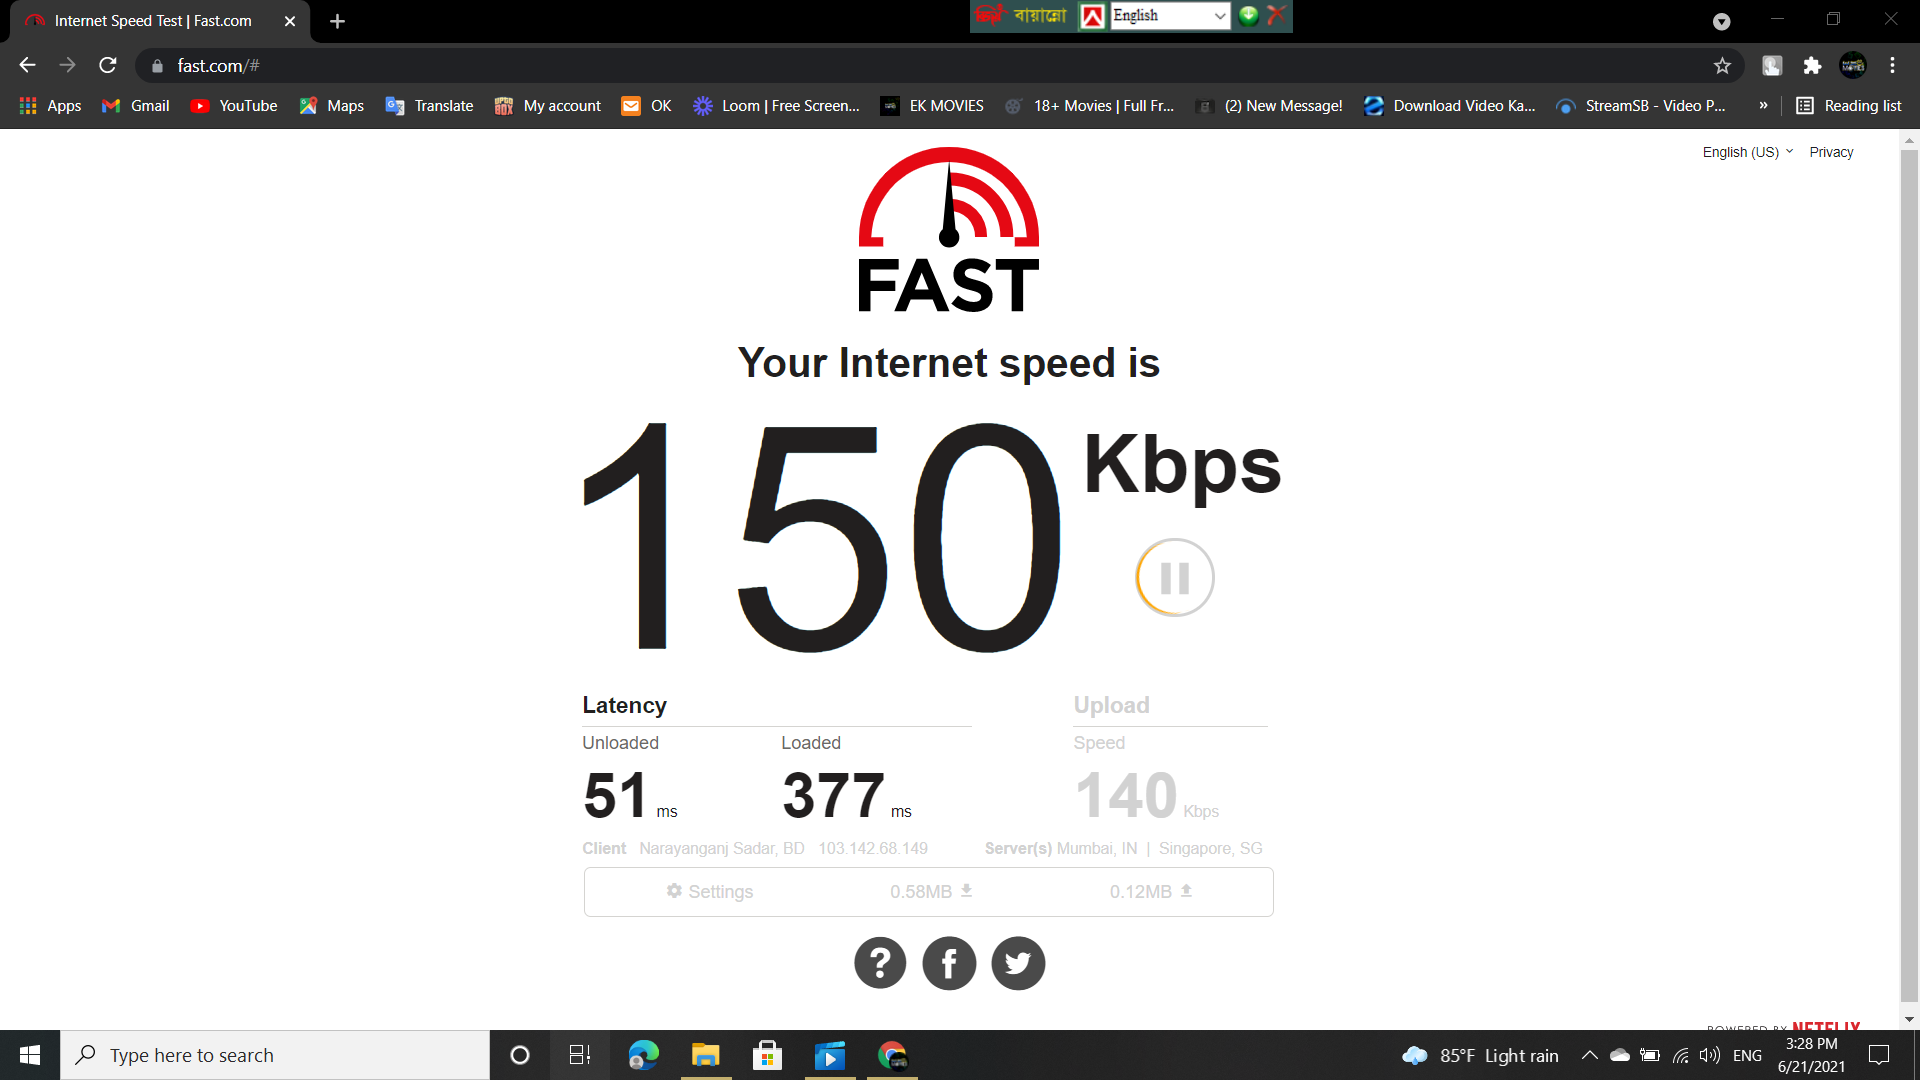 Internet Speed Test | Fast.com
বায়ান্নো
English
fast.com/#
Apps Gmail YouTube Maps Translate My account OK Loom | Free Screen... EK MOVIES 18+ Movies | Full Fr... (2) New Message! Download Video Ka... StreamSB - Video P... » Reading list
English (US) Privacy
FAST
Your Internet speed is
150 Kbps
Latency Upload
Unloaded Loaded Speed
51 ms 377 ms 140 Kbps
Client Narayanganj Sadar, BD 103.142.68.149 Server(s) Mumbai, IN | Singapore, SG
Settings 0.58MB 0.12MB
POWERED BY NETFLIX
Type here to search
85°F Light rain ENG
3:28 PM
6/21/2021